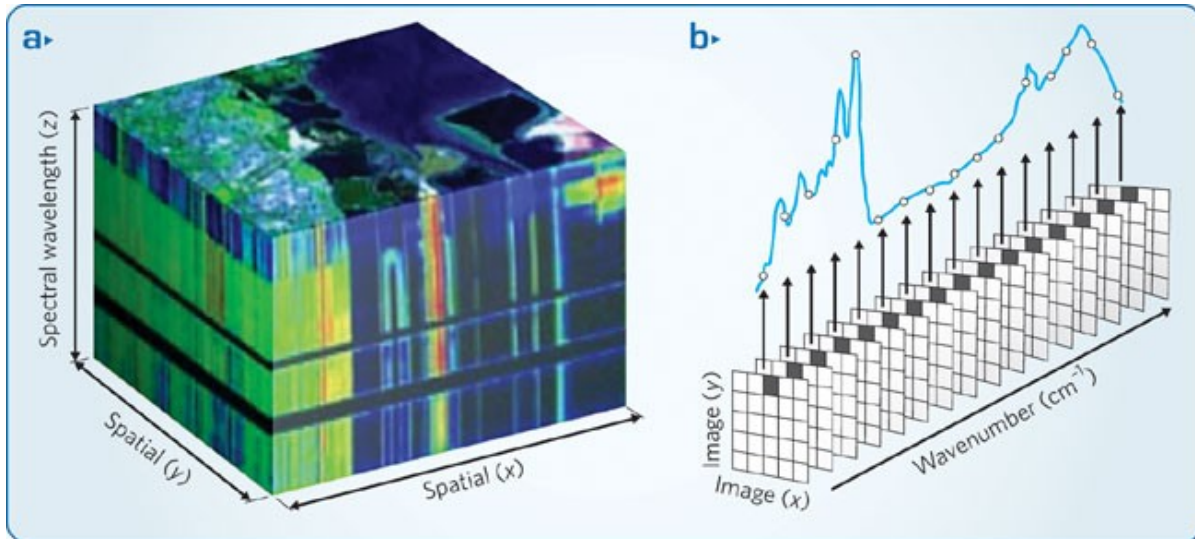 a▸
Spectral wavelength (z)
Spatial (y)
Spatial (x)
b▸
Image (y)
Image (x)
Wavenumber (cm⁻¹)